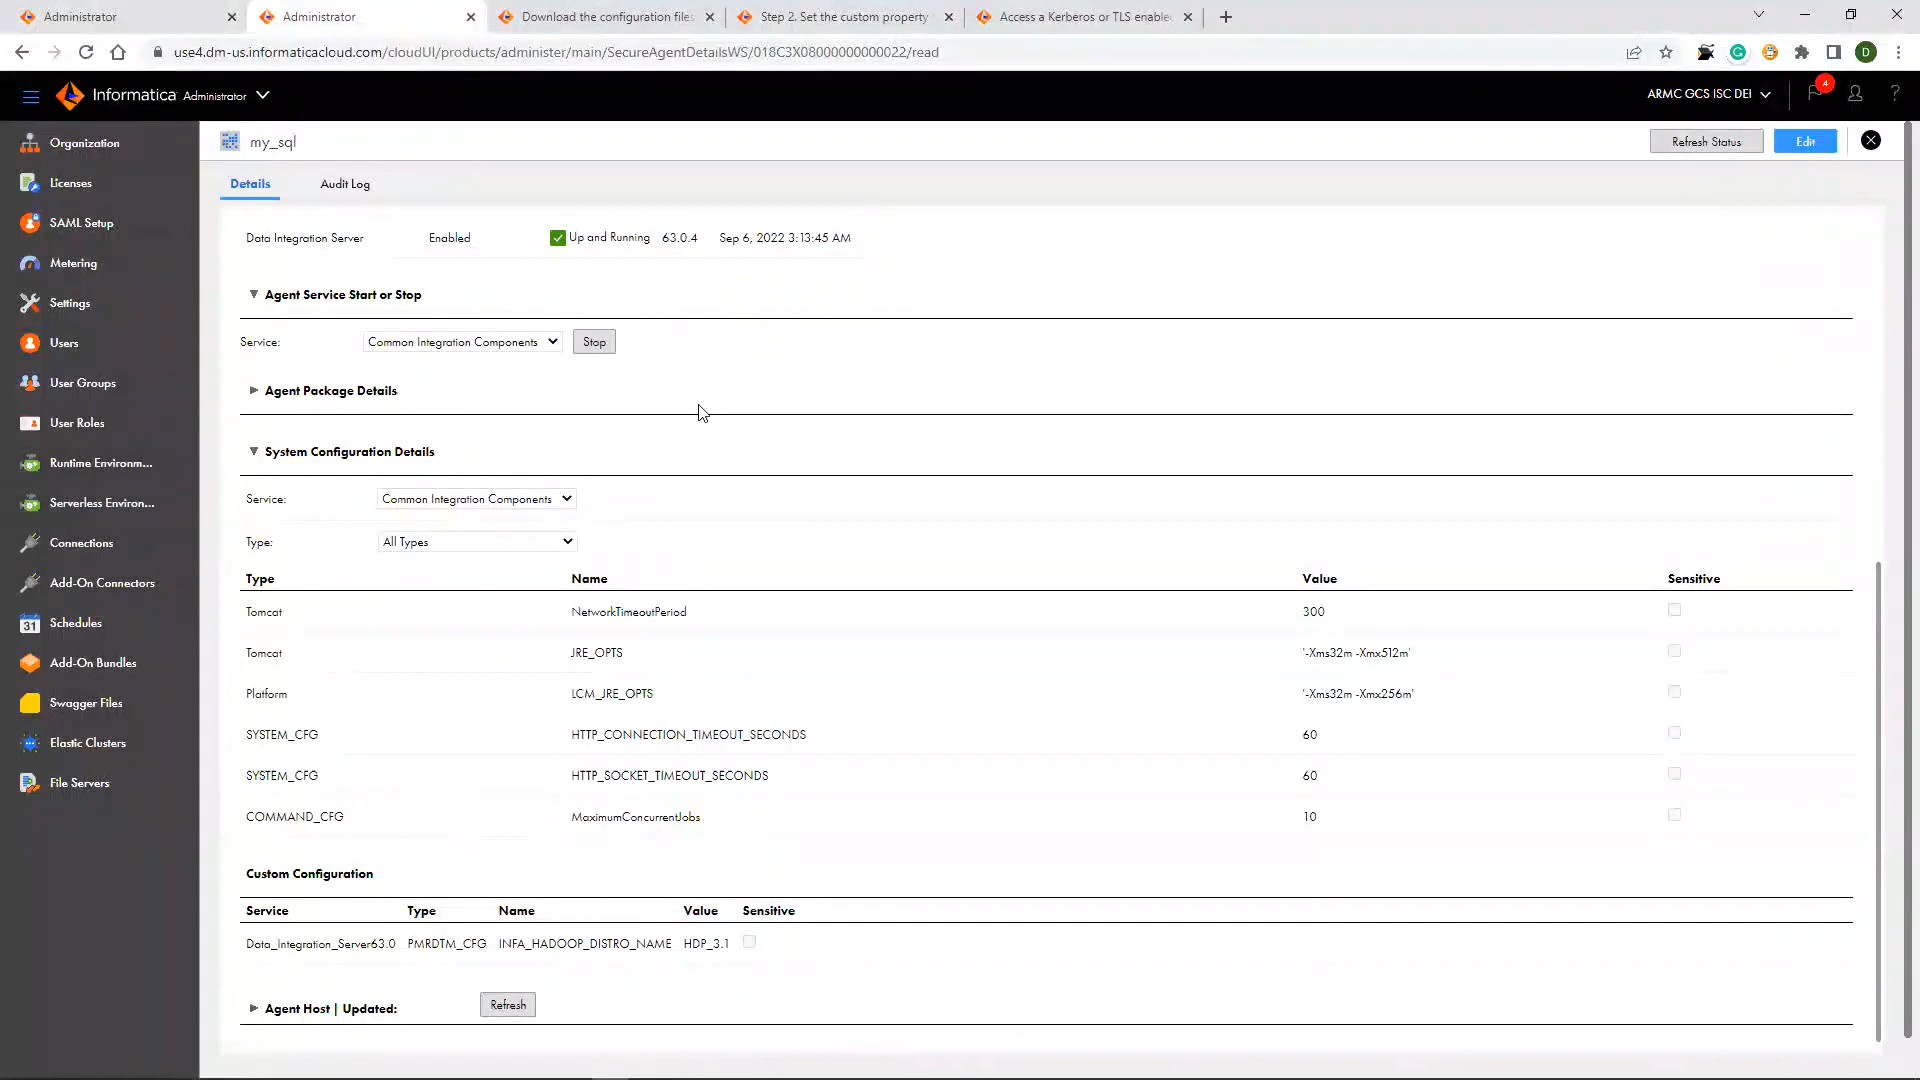 Administrator
Administrator
Download the configuration files
Step 2. Set the custom property
Access a Kerberos or TLS enable
use4.dm-us.informaticacloud.com/cloudUI/products/administer/main/SecureAgentDetailsWS/018C3X08000000000022/read
D
Informatica Administrator
ARMC GCS ISC DEI
4
?
Organization
Licenses
SAML Setup
Metering
Settings
Users
User Groups
User Roles
Runtime Environm...
Serverless Environ...
Connections
Add-On Connectors
31 Schedules
Add-On Bundles
Swagger Files
Elastic Clusters
File Servers
my_sql
Refresh Status
Edit
Details
Audit Log
Data Integration Server Enabled Up and Running 63.0.4 Sep 6, 2022 3:13:45 AM
Agent Service Start or Stop
Service: Common Integration Components Stop
Agent Package Details
System Configuration Details
Service: Common Integration Components
Type: All Types
Type Name Value Sensitive
Tomcat NetworkTimeoutPeriod 300
Tomcat JRE_OPTS '-Xms32m -Xmx512m'
Platform LCM_JRE_OPTS '-Xms32m -Xmx256m'
SYSTEM_CFG HTTP_CONNECTION_TIMEOUT_SECONDS 60
SYSTEM_CFG HTTP_SOCKET_TIMEOUT_SECONDS 60
COMMAND_CFG MaximumConcurrentJobs 10
Custom Configuration
Service Type Name Value Sensitive
Data_Integration_Server63.0 PMRDTM_CFG INFA_HADOOP_DISTRO_NAME HDP_3.1
Agent Host | Updated: Refresh